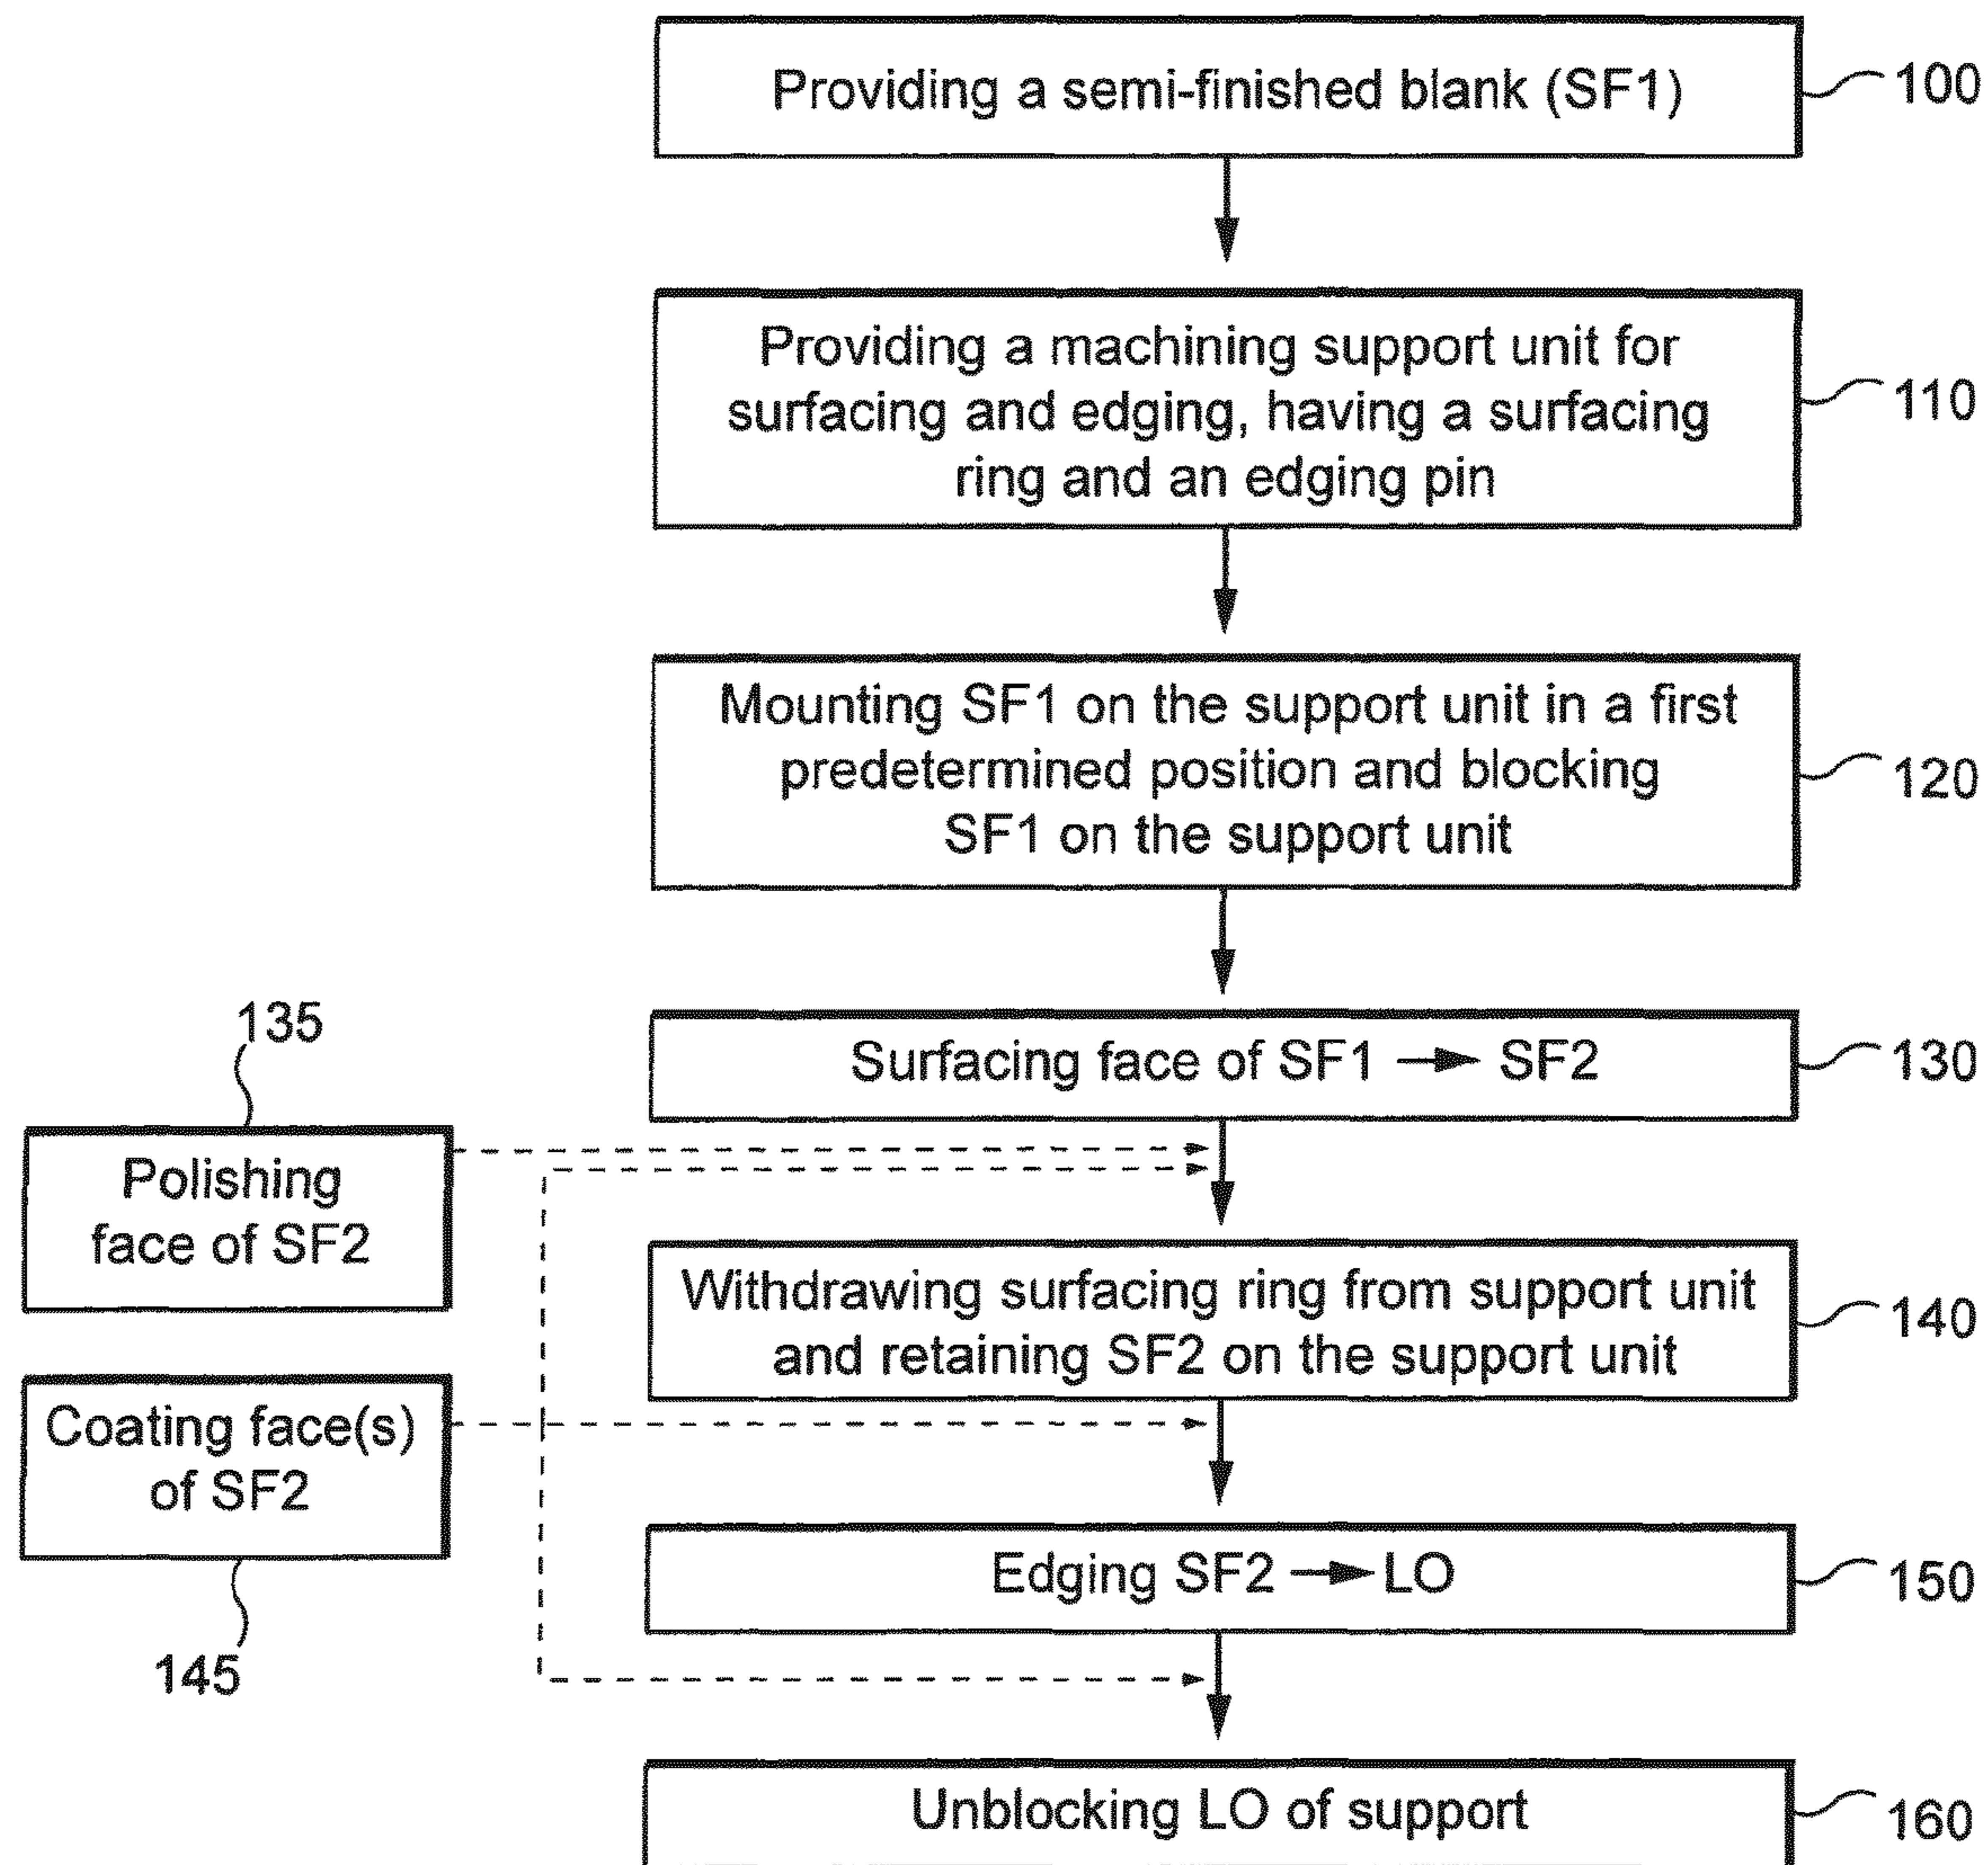 Providing a semi-finished blank (SF1)
100
Providing a machining support unit for
surfacing and edging, having a surfacing
ring and an edging pin
110
Mounting SF1 on the support unit in a first
predetermined position and blocking
SF1 on the support unit
120
Surfacing face of SF1 → SF2
130
135
Polishing
face of SF2
Withdrawing surfacing ring from support unit
and retaining SF2 on the support unit
140
Coating face(s)
of SF2
145
Edging SF2 → LO
150
Unblocking LO of support
160